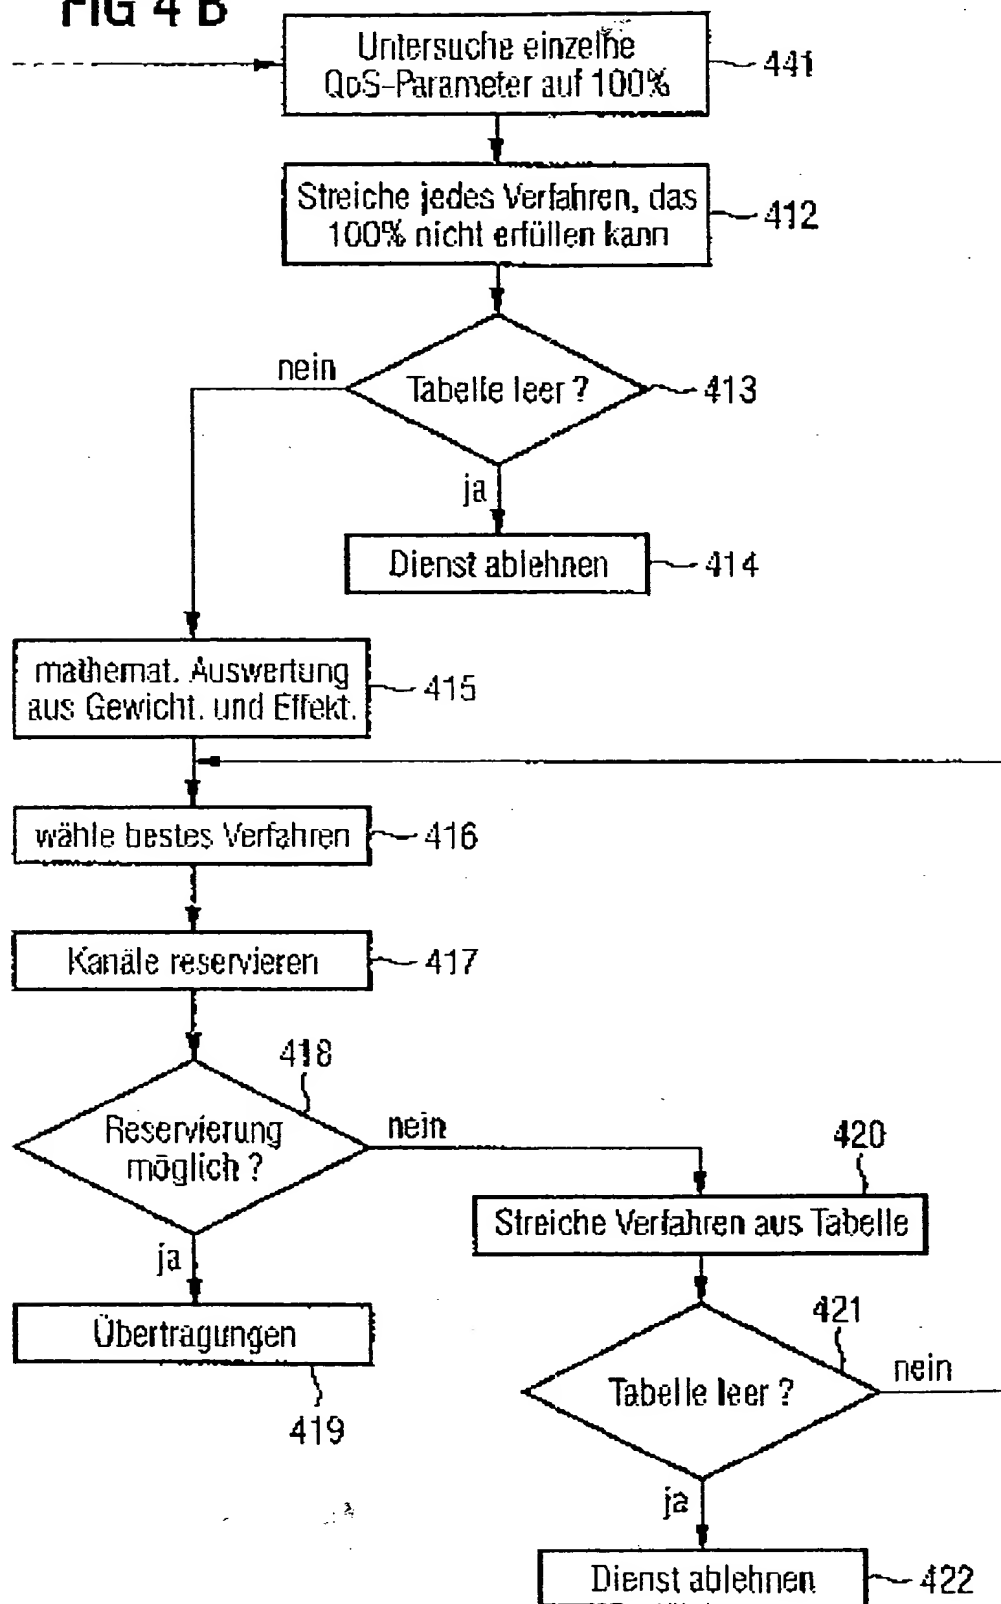 FIG 4 B
Untersuche einzelne
QoS-Parameter auf 100%
441
Streiche jedes Verfahren, das
100% nicht erfüllen kann
412
nein
Tabelle leer ?
413
ja
Dienst ablehnen
414
mathemat. Auswertung
aus Gewicht. und Effekt.
415
wähle bestes Verfahren
416
Kanäle reservieren
417
418
Reservierung
möglich ?
nein
420
Streiche Verfahren aus Tabelle
ja
Übertragungen
419
421
Tabelle leer ?
nein
ja
Dienst ablehnen
422